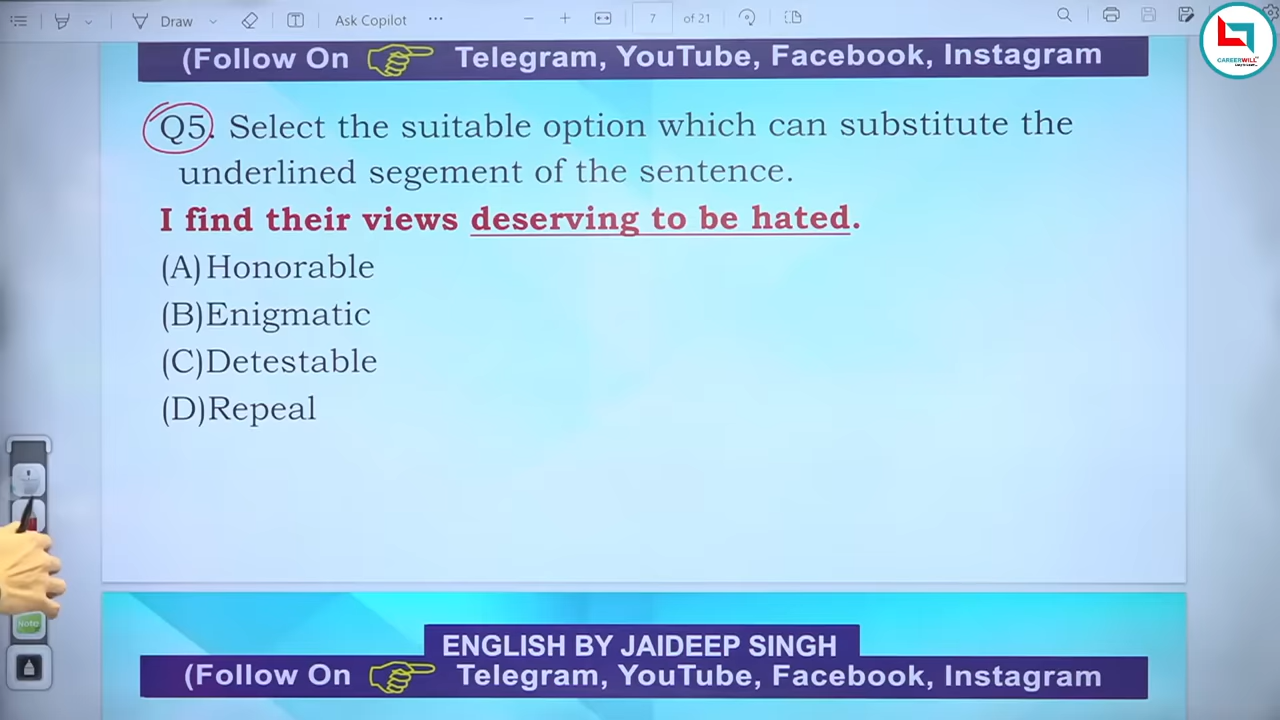 Draw
Ask Copilot
7 of 21
CAREERWILL
(Follow On Telegram, YouTube, Facebook, Instagram
Q5. Select the suitable option which can substitute the
underlined segement of the sentence.
I find their views deserving to be hated.
(A) Honorable
(B) Enigmatic
(C) Detestable
(D) Repeal
Note
ENGLISH BY JAIDEEP SINGH
(Follow On Telegram, YouTube, Facebook, Instagram